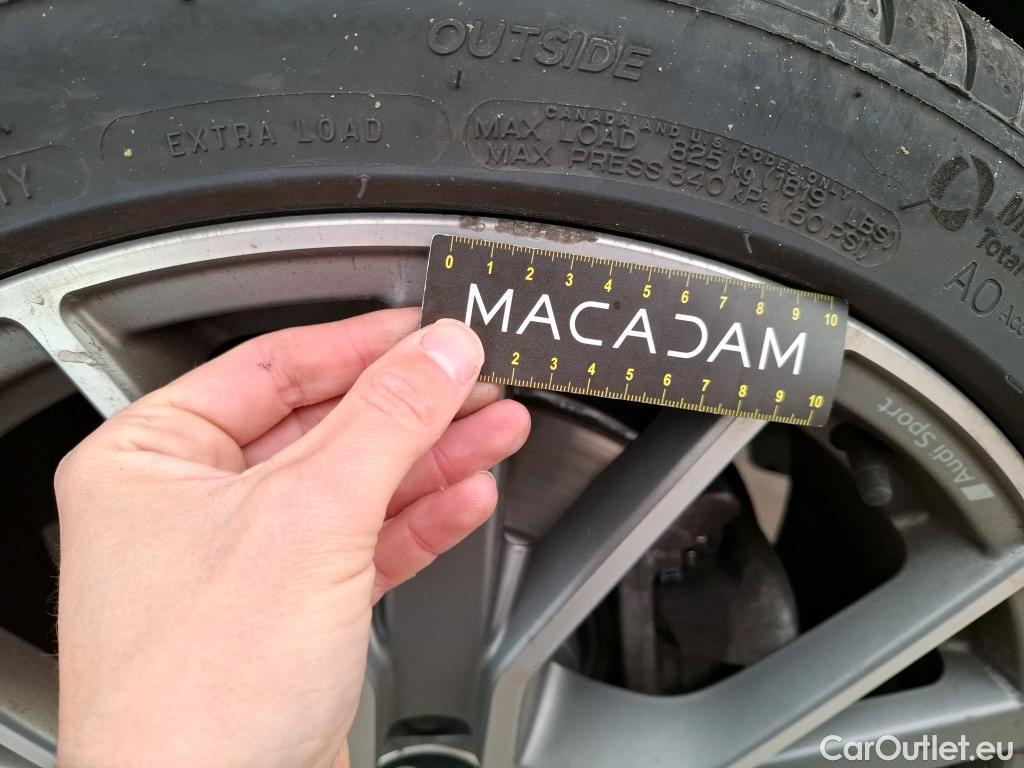 OUTSIDE
EXTRA LOAD
CANADA AND U.S. CODES ONLY
MAX LOAD 825 kg (1819 LBS)
MAX PRESS 340 KPa (50 PSI)
Total
AO
0 1 2 3 4 5 6 7 8 9 10
MACADAM
2 3 4 5 6 7 8 9 10
Audi Sport
CarOutlet.eu